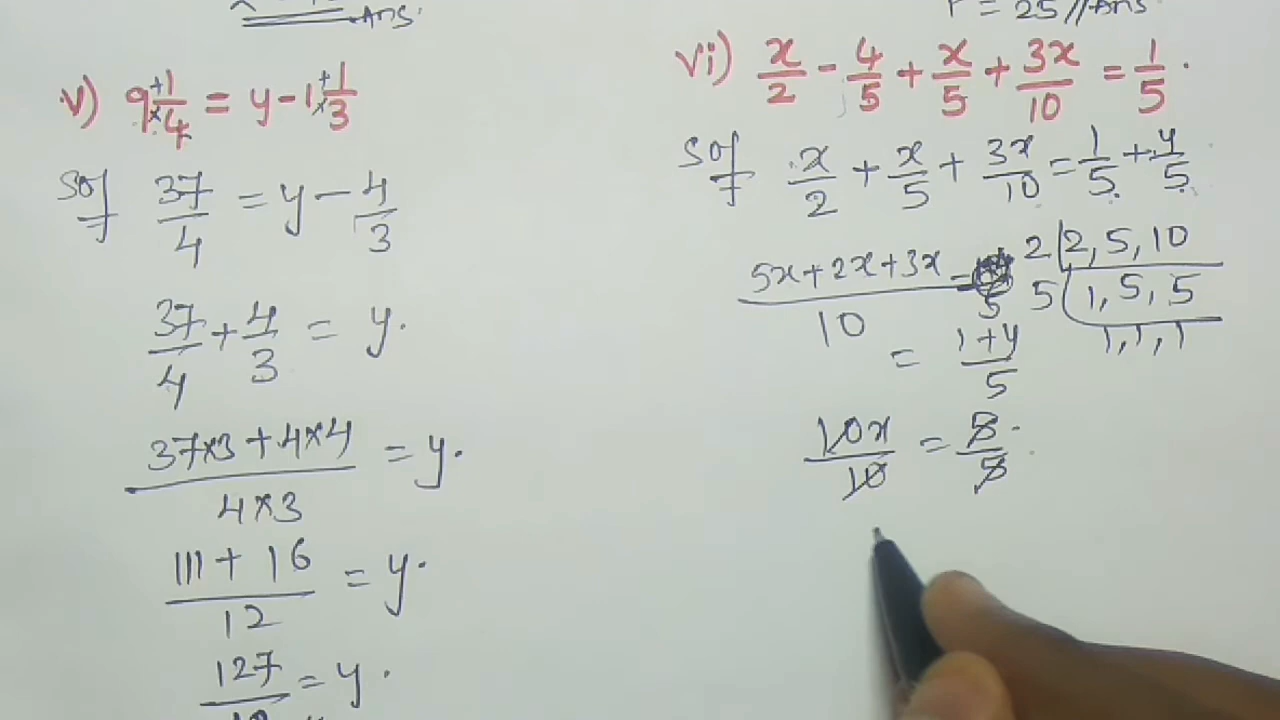 Ans.
v) 9 1/4 = y - 1 1/3
Sol 37/4 = y - 4/3
37/4 + 4/3 = y.
37×3 + 4×4 / 4×3 = y.
111 + 16 / 12 = y.
127/12 = y.
r = 25 // Ans
vi) x/2 - 4/5 + x/5 + 3x/10 = 1/5.
Sol x/2 + x/5 + 3x/10 = 1/5 + 4/5
5x + 2x + 3x / 10
2 | 2, 5, 10
5 | 1, 5, 5
1, 1, 1
= 1+4 / 5
10x/10 = 5/5.